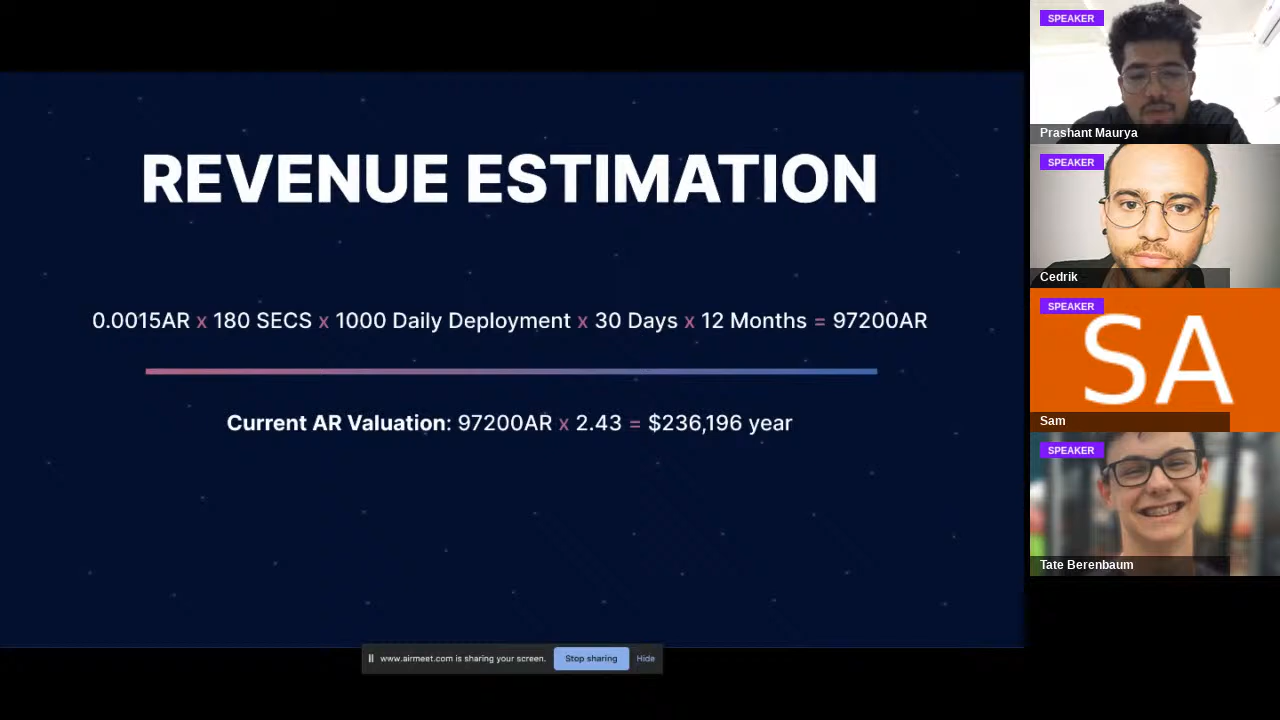 REVENUE ESTIMATION
0.0015AR x 180 SECS x 1000 Daily Deployment x 30 Days x 12 Months = 97200AR
Current AR Valuation: 97200AR x 2.43 = $236,196 year
www.airmeet.com is sharing your screen. Stop sharing Hide
SPEAKER
Prashant Maurya
SPEAKER
Cedrik
SPEAKER
SA
Sam
SPEAKER
Tate Berenbaum